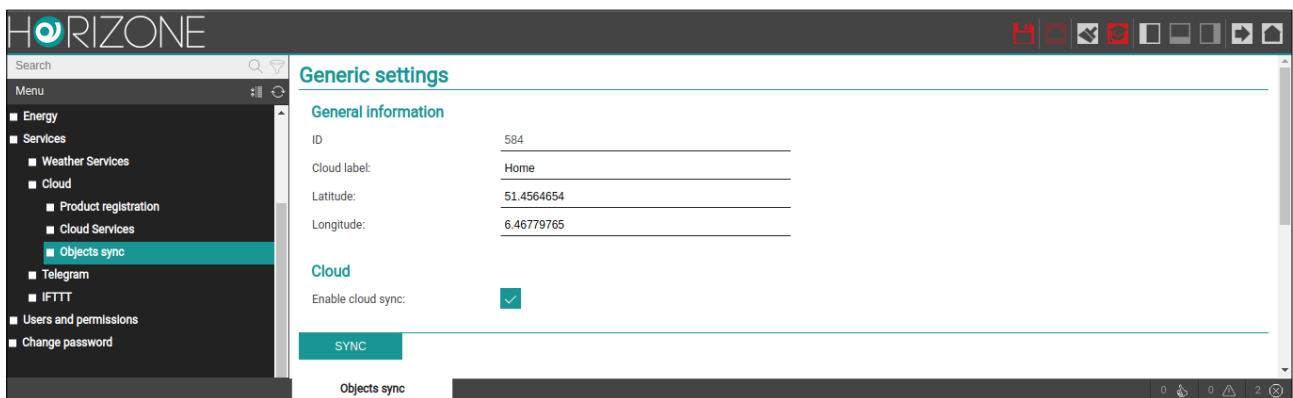 HORIZONE
Search
Menu
Energy
Services
Weather Services
Cloud
Product registration
Cloud Services
Objects sync
Telegram
IFTTT
Users and permissions
Change password
Generic settings
General information
ID 584
Cloud label: Home
Latitude: 51.4564654
Longitude: 6.46779765
Cloud
Enable cloud sync:
SYNC
Objects sync
0 0 2